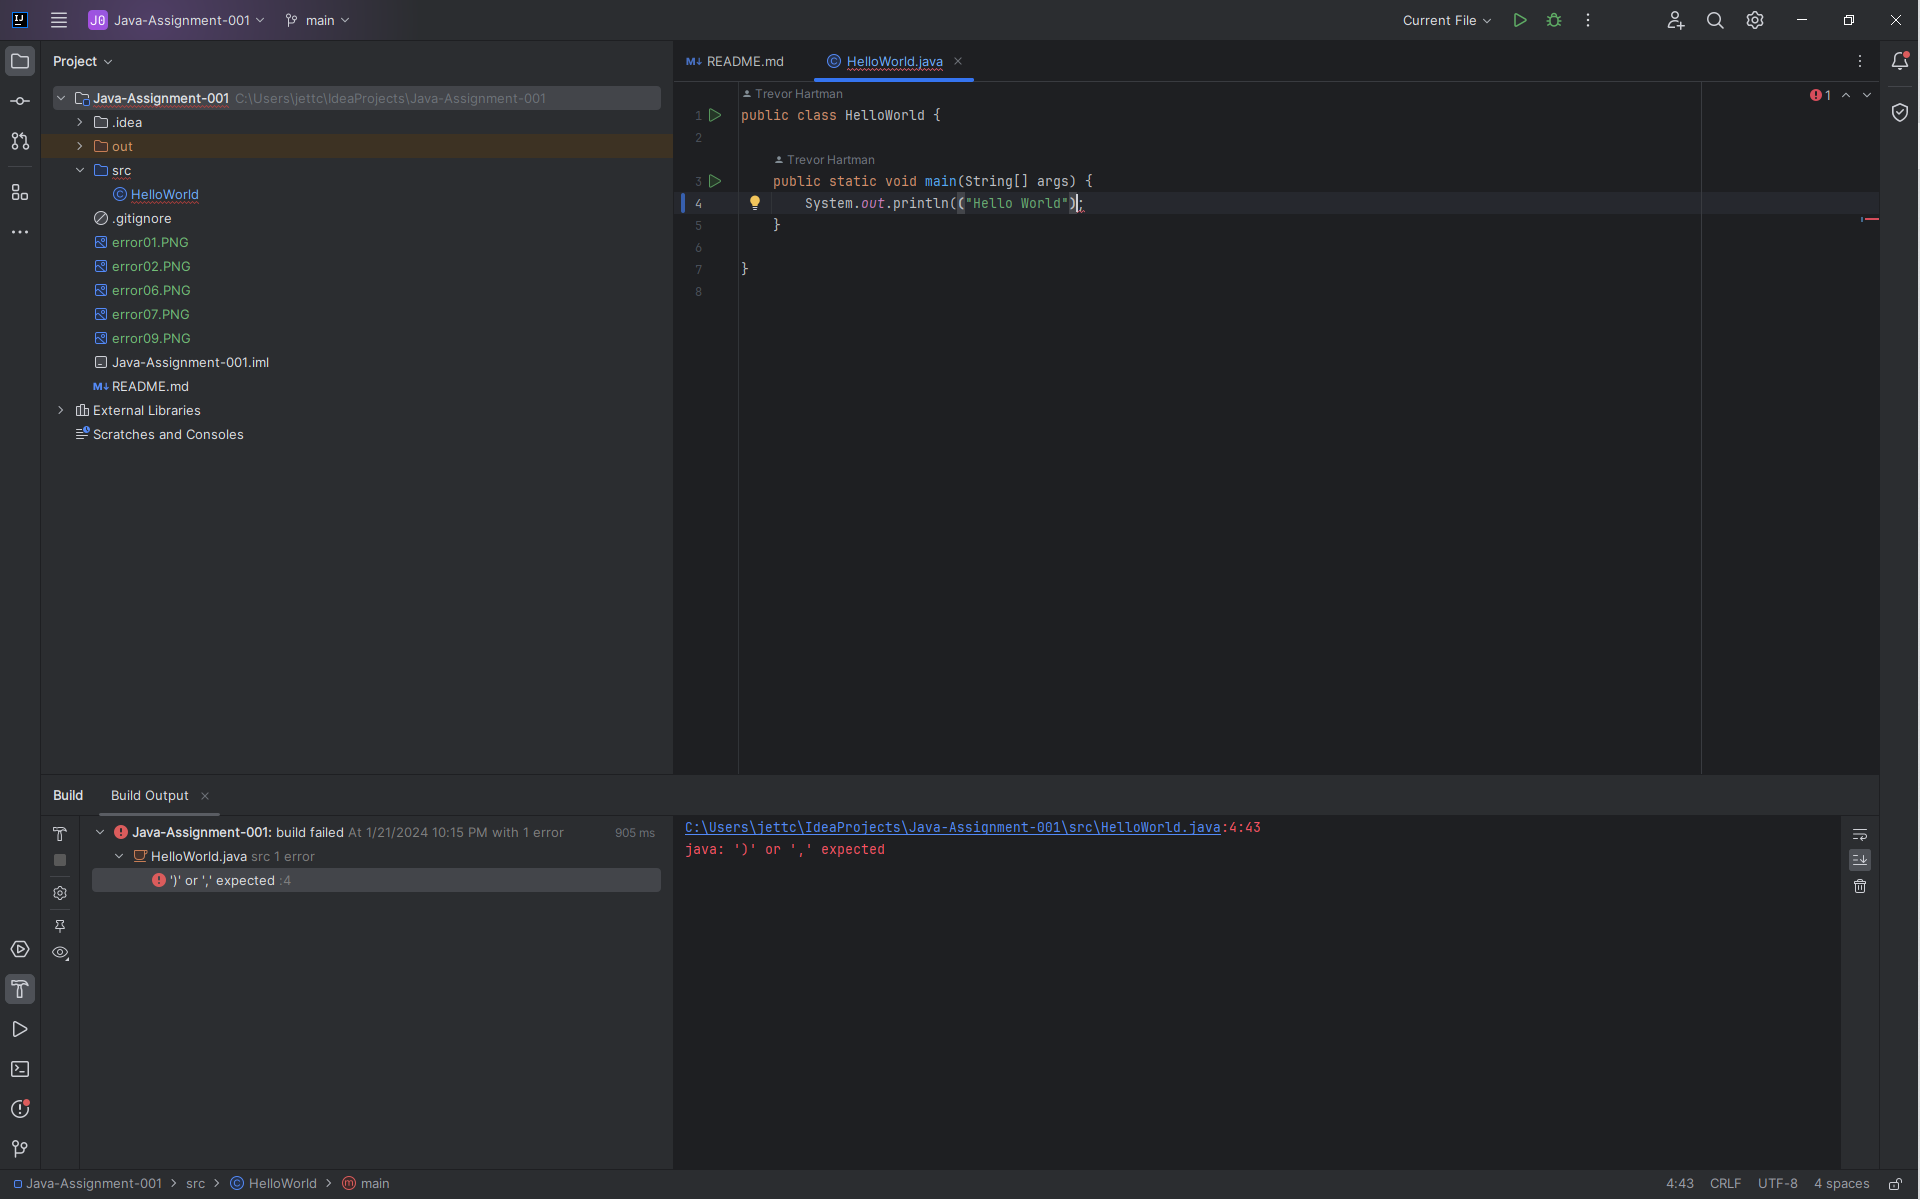 J0 Java-Assignment-001 main Current File
Project
Java-Assignment-001 C:\Users\jettc\IdeaProjects\Java-Assignment-001
.idea
out
src
HelloWorld
.gitignore
error01.PNG
error02.PNG
error06.PNG
error07.PNG
error09.PNG
Java-Assignment-001.iml
M↓ README.md
External Libraries
Scratches and Consoles
M↓ README.md HelloWorld.java
1
Trevor Hartman
1 public class HelloWorld {
2
Trevor Hartman
3 public static void main(String[] args) {
4 System.out.println(("Hello World");
5 }
6
7 }
8
Build Build Output
Java-Assignment-001: build failed At 1/21/2024 10:15 PM with 1 error 905 ms
HelloWorld.java src 1 error
')' or ',' expected :4
C:\Users\jettc\IdeaProjects\Java-Assignment-001\src\HelloWorld.java:4:43
java: ')' or ',' expected
Java-Assignment-001 > src > HelloWorld > main 4:43 CRLF UTF-8 4 spaces